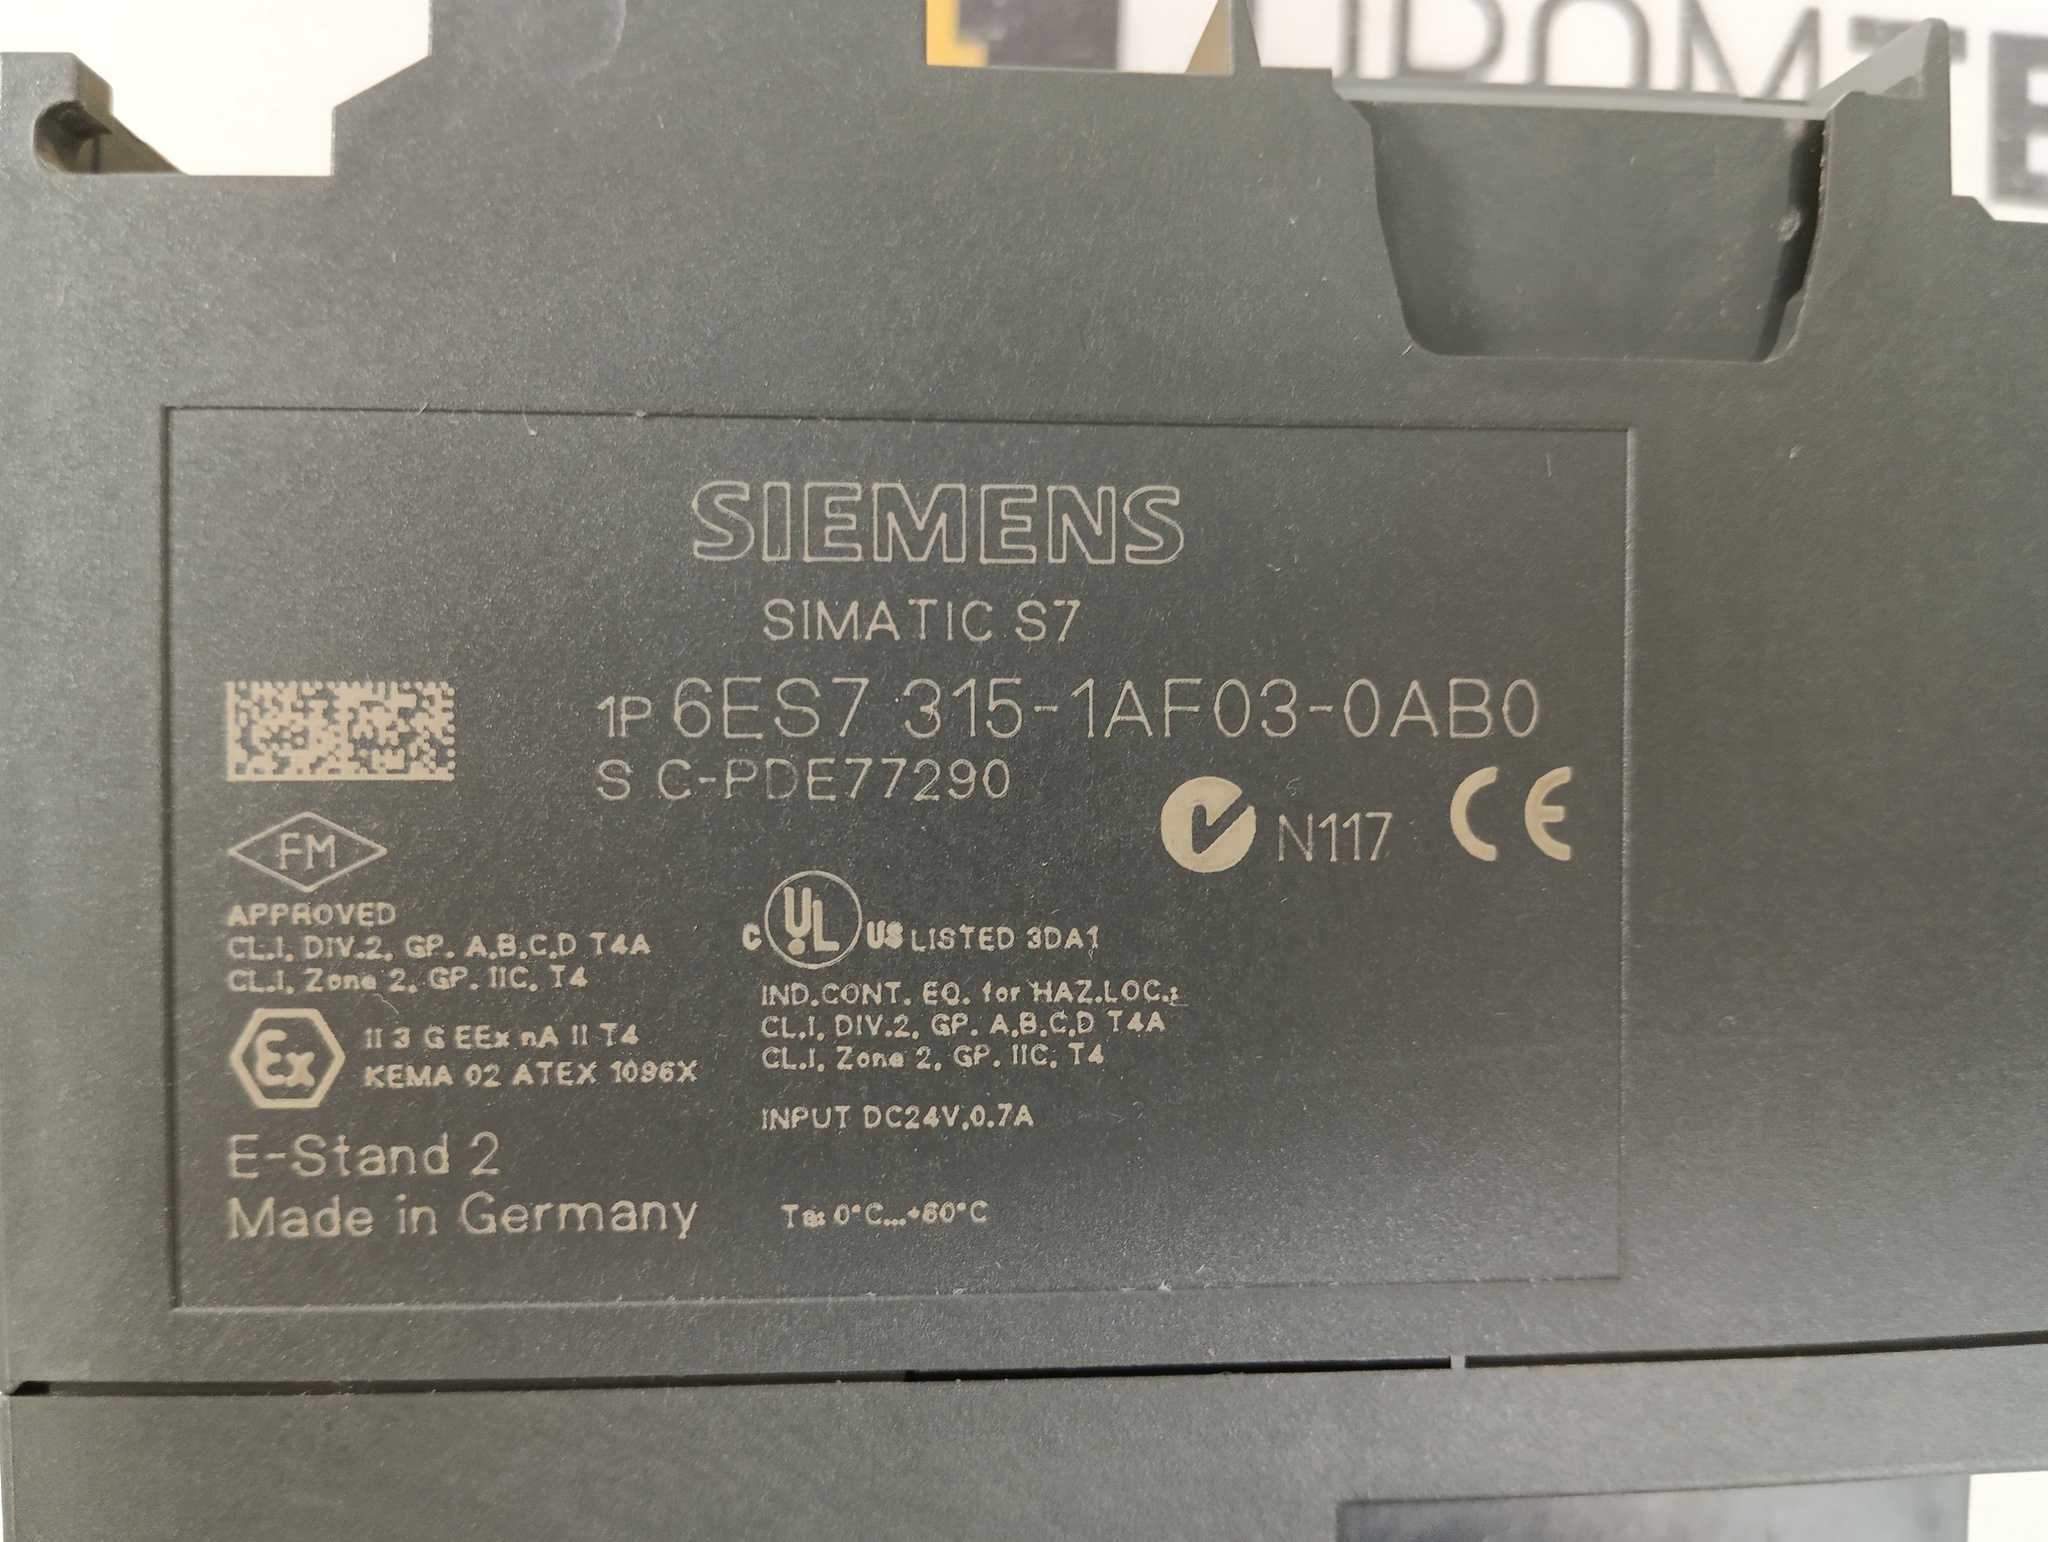 SIEMENS
SIMATIC S7
1P 6ES7 315-1AF03-0AB0
S C-PDE77290
N117 CE
FM
APPROVED
CL.I, DIV.2, GP. A,B,C,D T4A
CL.I, Zone 2, GP. IIC, T4
Ex II 3 G EEx nA II T4
KEMA 02 ATEX 1096X
C UL US LISTED 3DA1
IND.CONT. EQ. for HAZ.LOC.:
CL.I, DIV.2, GP. A,B,C,D T4A
CL.I, Zone 2, GP. IIC, T4
INPUT DC24V,0.7A
E-Stand 2
Made in Germany
Ta: 0°C...+60°C